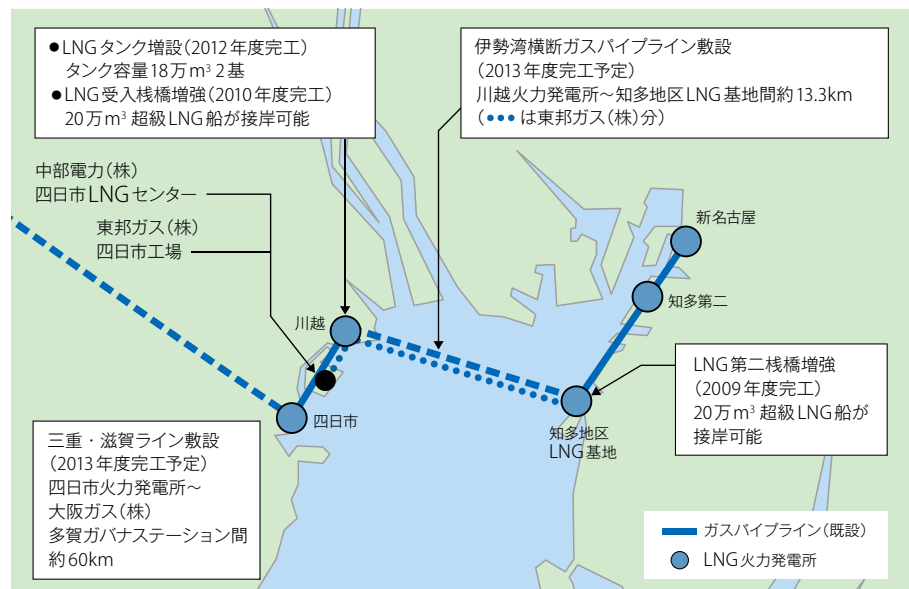 ●LNGタンク増設（2012年度完工）
タンク容量18万m³ 2基
●LNG受入桟橋増強（2010年度完工）
20万m³ 超級LNG船が接岸可能
伊勢湾横断ガスパイプライン敷設
（2013年度完工予定）
川越火力発電所～知多地区LNG基地間約13.3km
（●●●は東邦ガス（株）分）
中部電力（株）
四日市LNGセンター
東邦ガス（株）
四日市工場
新名古屋
知多第二
川越
四日市
知多地区
LNG基地
LNG第二桟橋増強
（2009年度完工）
20万m³ 超級LNG船が
接岸可能
三重・滋賀ライン敷設
（2013年度完工予定）
四日市火力発電所～
大阪ガス（株）
多賀ガバナステーション間
約60km
ガスパイプライン（既設）
LNG火力発電所